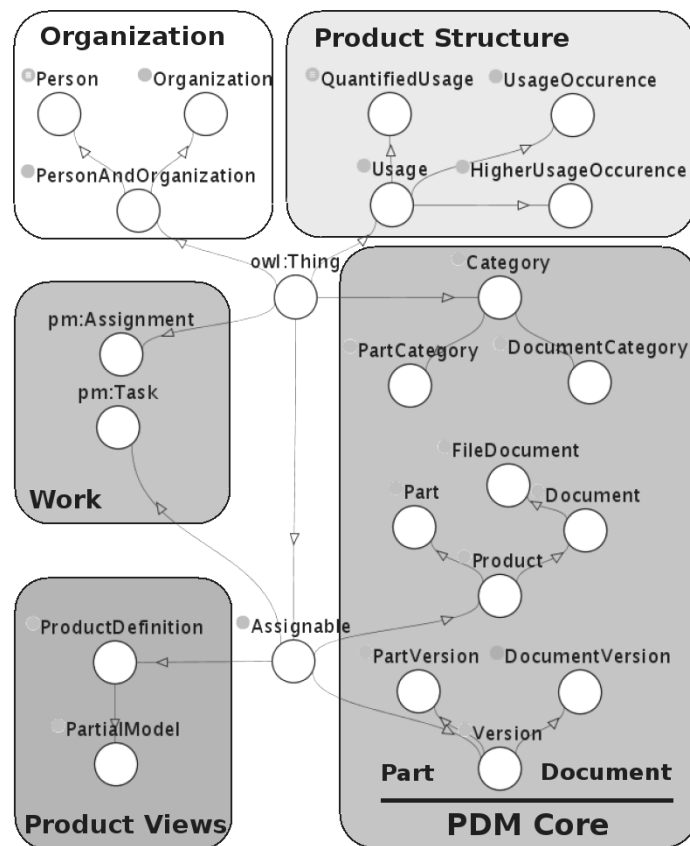 Organization
Product Structure
Person
Organization
QuantifiedUsage
UsageOccurence
PersonAndOrganization
Usage
HigherUsageOccurence
owl:Thing
Category
pm:Assignment
PartCategory
DocumentCategory
pm:Task
FileDocument
Part
Document
Work
Product
ProductDefinition
Assignable
PartVersion
DocumentVersion
PartialModel
Version
Part
Document
Product Views
PDM Core